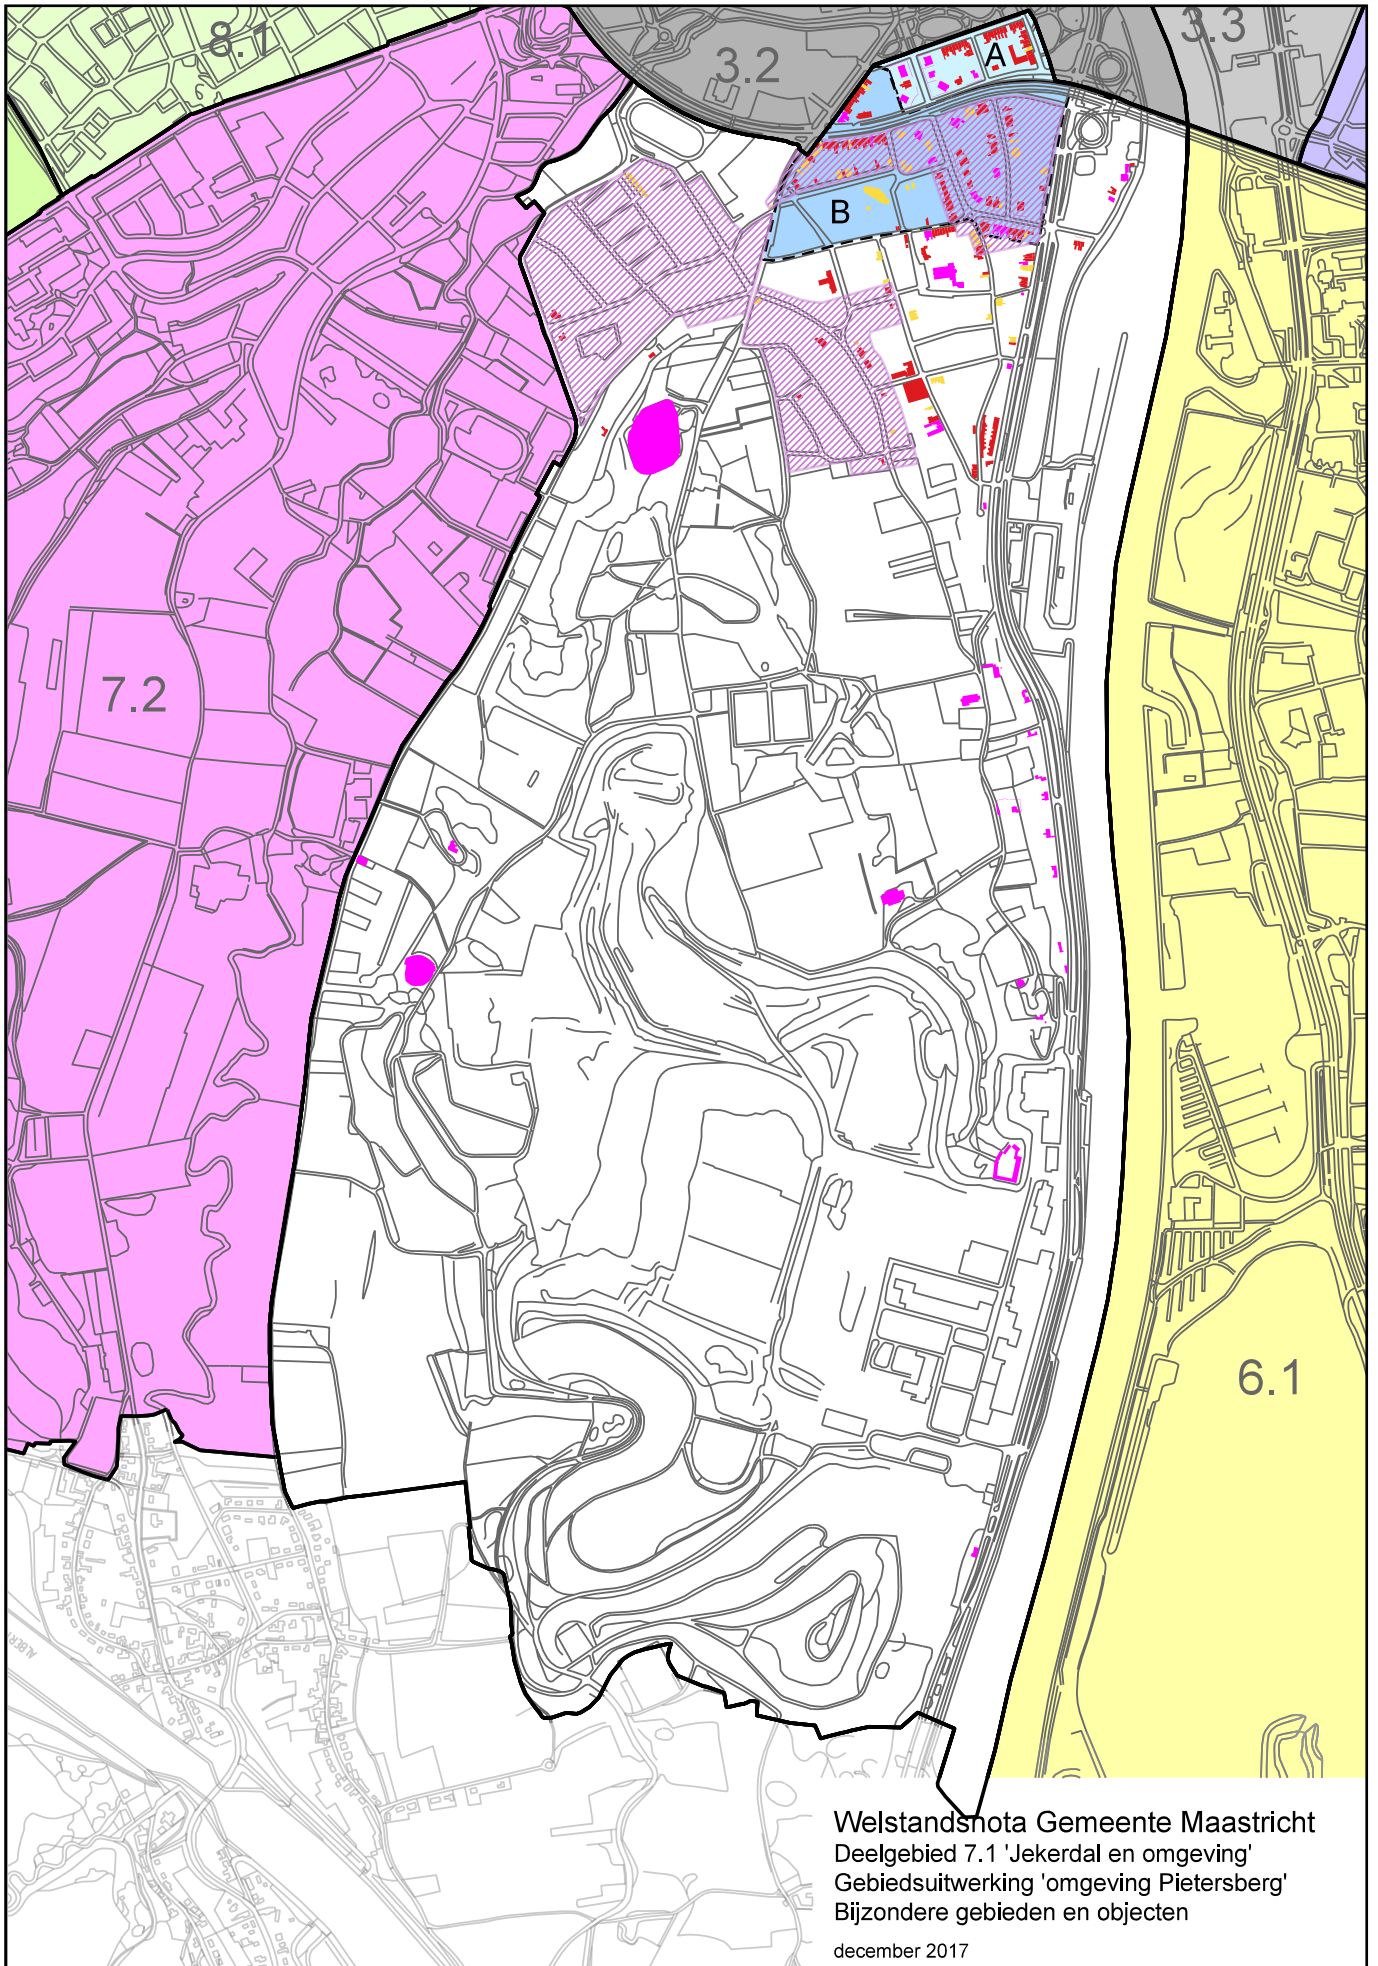 8.1
3.2
3.3
A
B
7.2
6.1
ALBER
Welstandsnota Gemeente Maastricht
Deelgebied 7.1 'Jekerdal en omgeving'
Gebiedsuitwerking 'omgeving Pietersberg'
Bijzondere gebieden en objecten
december 2017